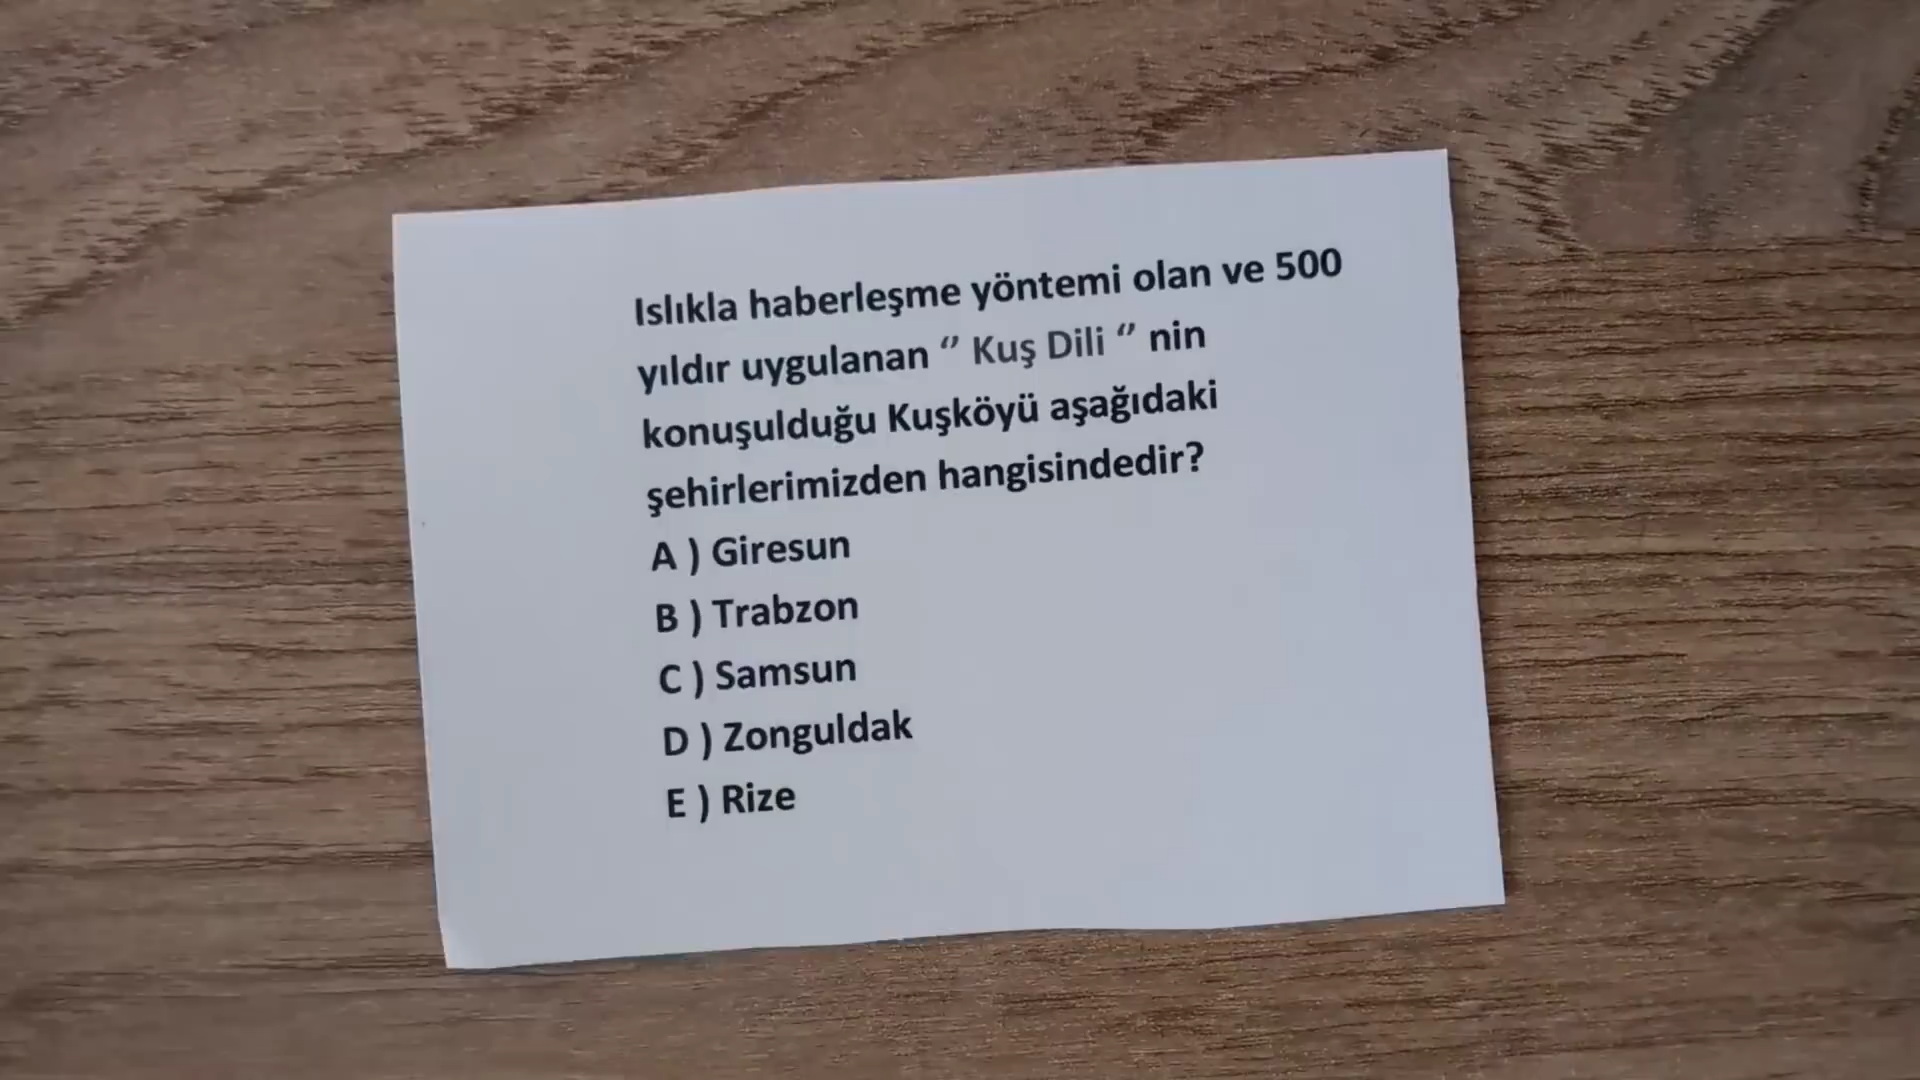 Islıkla haberleşme yöntemi olan ve 500
yıldır uygulanan ‘’ Kuş Dili ‘’ nin
konuşulduğu Kuşköyü aşağıdaki
şehirlerimizden hangisindedir?
A ) Giresun
B ) Trabzon
C ) Samsun
D ) Zonguldak
E ) Rize